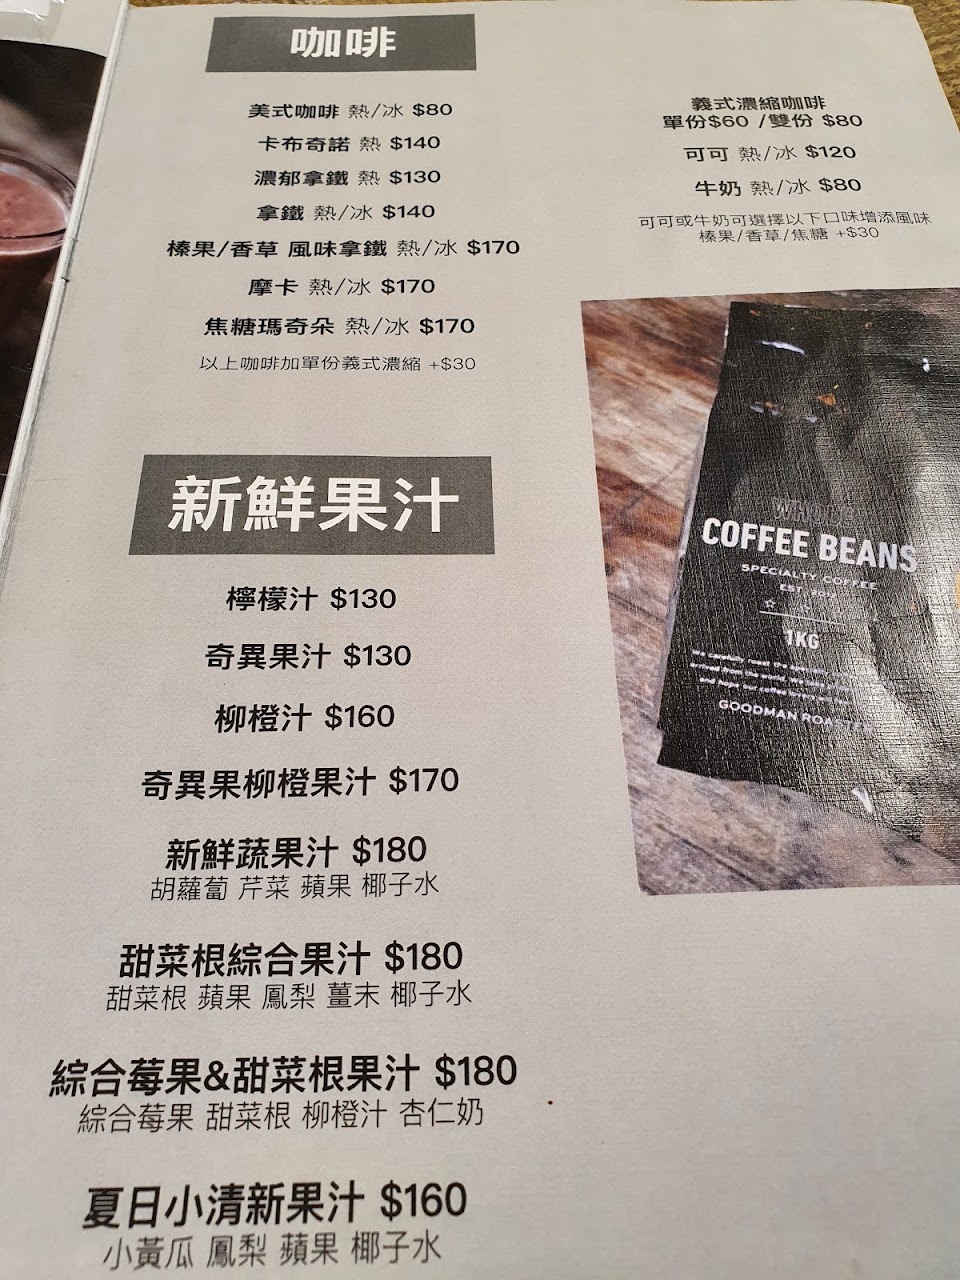 咖啡
美式咖啡 熱/冰 $80
卡布奇諾 熱 $140
濃郁拿鐵 熱 $130
拿鐵 熱/冰 $140
榛果/香草 風味拿鐵 熱/冰 $170
摩卡 熱/冰 $170
焦糖瑪奇朵 熱/冰 $170
以上咖啡加單份義式濃縮 +$30
義式濃縮咖啡
單份$60 /雙份 $80
可可 熱/冰 $120
牛奶 熱/冰 $80
可可或牛奶可選擇以下口味增添風味
榛果/香草/焦糖 +$30
新鮮果汁
檸檬汁 $130
奇異果汁 $130
柳橙汁 $160
奇異果柳橙果汁 $170
新鮮蔬果汁 $180
胡蘿蔔 芹菜 蘋果 椰子水
甜菜根綜合果汁 $180
甜菜根 蘋果 鳳梨 薑末 椰子水
綜合莓果&甜菜根果汁 $180
綜合莓果 甜菜根 柳橙汁 杏仁奶
夏日小清新果汁 $160
小黃瓜 鳳梨 蘋果 椰子水
COFFEE BEANS
SPECIALTY COFFEE
1KG
GOODMAN